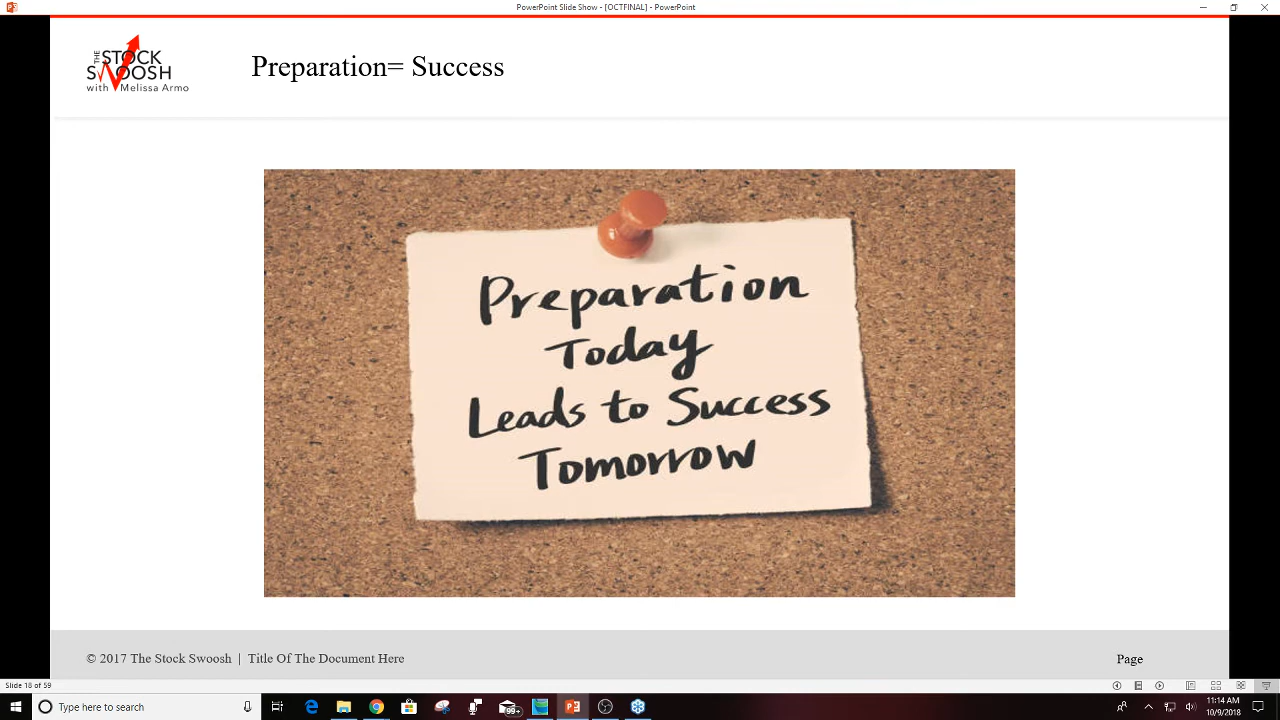 PowerPoint Slide Show - [OCTFINAL] - PowerPoint
THE
STOCK
SWOOSH
with Melissa Armo
Preparation= Success
Preparation
Today
Leads to Success
Tomorrow
© 2017 The Stock Swoosh | Title Of The Document Here
Page
Slide 18 of 59
Type here to search
99+
11:14 AM
10/9/2018